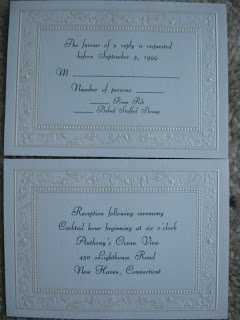 The favour of a reply is requested
before September 2, 1999
M
Number of persons
Prime Rib
Baked Stuffed Shrimp
Reception following ceremony
Cocktail hour beginning at six o'clock
Anthony's Ocean View
450 Lighthouse Road
New Haven, Connecticut